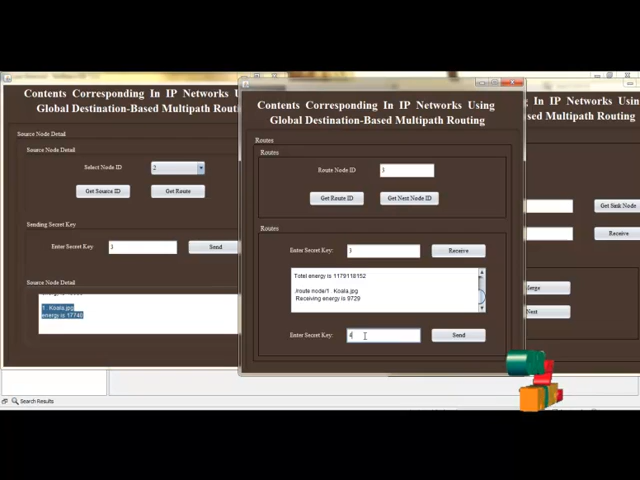 Contents Corresponding In IP Networks Us
Global Destination-Based Multipath Routi
Source Node Detail
Source Node Detail
Select Node ID
2
Get Source ID
Get Route
Sending Secret Key
Enter Secret Key
3
Send
Source Node Detail
1 Koala.jpg
energy is 17740
Contents Corresponding In IP Networks Using
Global Destination-Based Multipath Routing
Routes
Routes
Route Node ID
3
Get Route ID
Get Next Node ID
Routes
Enter Secret Key:
3
Receive
Total energy is 1179118152
/route node/1 Koala.jpg
Receiving energy is 9729
Enter Secret Key:
4
Send
In IP Networks Using
sed Multipath Routing
Get Sink Node
Receive
erge
Next
Search Results